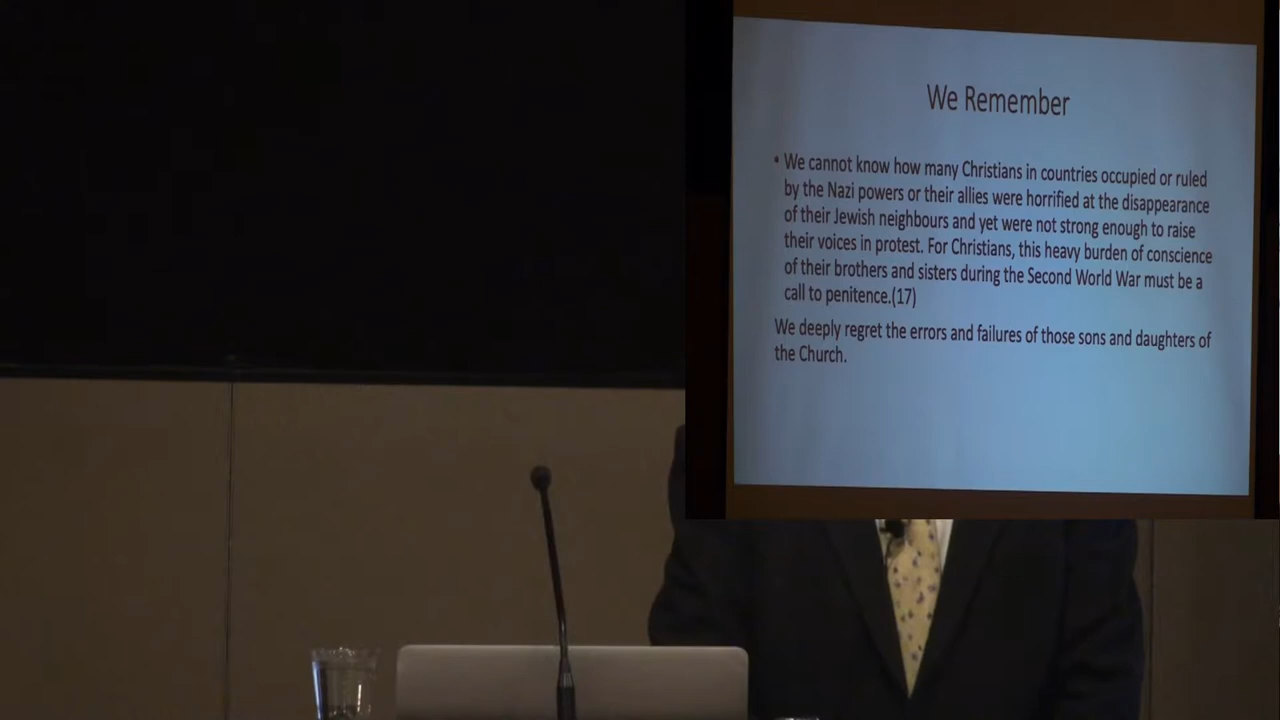 We Remember
• We cannot know how many Christians in countries occupied or ruled
by the Nazi powers or their allies were horrified at the disappearance
of their Jewish neighbours and yet were not strong enough to raise
their voices in protest. For Christians, this heavy burden of conscience
of their brothers and sisters during the Second World War must be a
call to penitence.(17)
We deeply regret the errors and failures of those sons and daughters of
the Church.